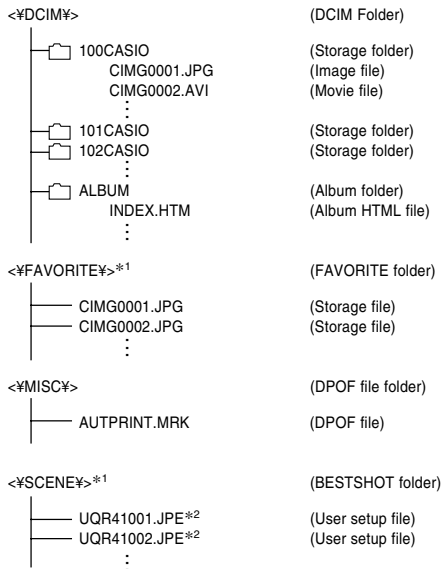 <¥DCIM¥> (DCIM Folder)
100CASIO (Storage folder)
CIMG0001.JPG (Image file)
CIMG0002.AVI (Movie file)
101CASIO (Storage folder)
102CASIO (Storage folder)
ALBUM (Album folder)
INDEX.HTM (Album HTML file)
<¥FAVORITE¥>*1 (FAVORITE folder)
CIMG0001.JPG (Storage file)
CIMG0002.JPG (Storage file)
<¥MISC¥> (DPOF file folder)
AUTPRINT.MRK (DPOF file)
<¥SCENE¥>*1 (BESTSHOT folder)
UQR41001.JPE*2 (User setup file)
UQR41002.JPE*2 (User setup file)